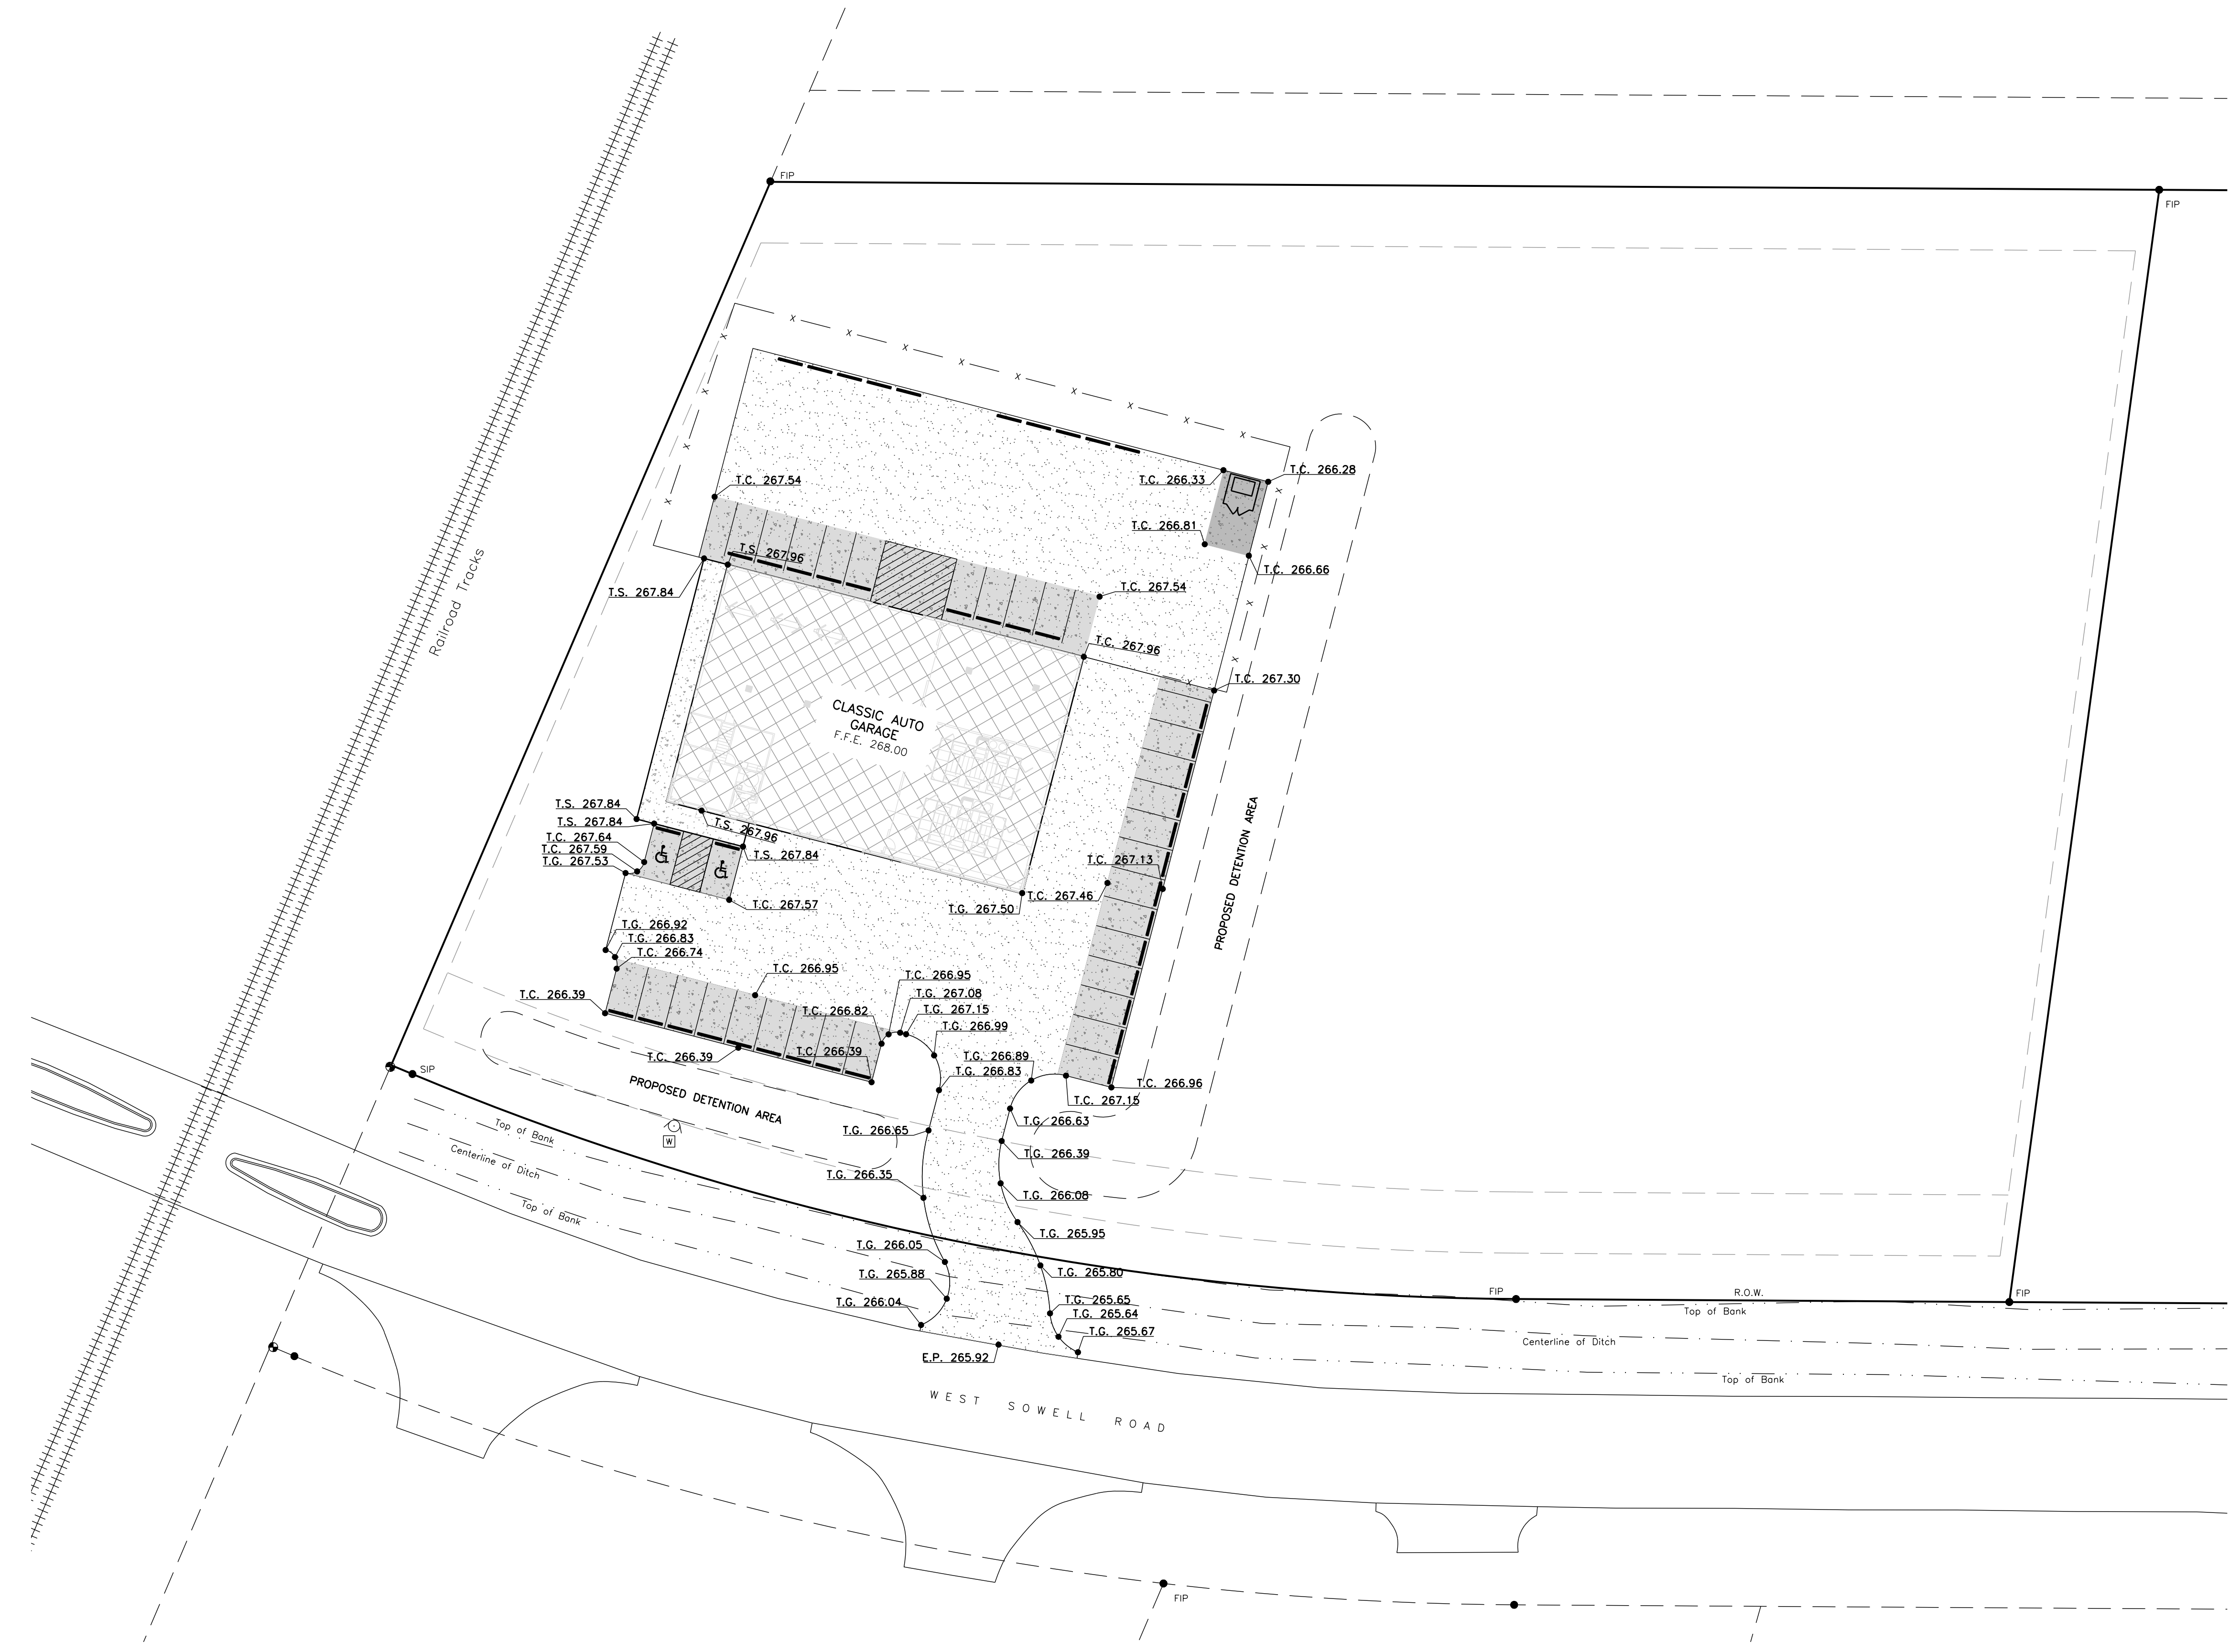 FIP
FIP
Railroad Tracks
T.C. 266.33
T.C. 266.28
T.C. 267.54
T.C. 266.81
T.S. 267.96
T.C. 266.66
T.S. 267.84
T.C. 267.54
T.C. 267.96
T.C. 267.30
CLASSIC AUTO
GARAGE
F.F.E. 268.00
PROPOSED DETENTION AREA
T.S. 267.84
T.S. 267.84
T.S. 267.96
T.C. 267.64
T.C. 267.59
T.G. 267.53
T.S. 267.84
T.C. 267.13
T.C. 267.46
T.C. 267.57
T.G. 267.50
T.G. 266.92
T.G. 266.83
T.C. 266.74
T.C. 266.95
T.C. 266.95
T.C. 266.39
T.G. 267.08
T.C. 266.82
T.G. 267.15
T.G. 266.99
T.C. 266.39
T.C. 266.39
T.G. 266.89
T.G. 266.83
SIP
T.C. 266.96
T.C. 267.15
PROPOSED DETENTION AREA
T.G. 266.63
T.G. 266.65
W
Top of Bank
T.G. 266.39
Centerline of Ditch
T.G. 266.35
T.G. 266.08
Top of Bank
T.G. 265.95
T.G. 266.05
T.G. 265.88
T.G. 265.80
T.G. 266.04
T.G. 265.65
T.G. 265.64
T.G. 265.67
E.P. 265.92
FIP
R.O.W.
FIP
Top of Bank
Centerline of Ditch
Top of Bank
WEST SOWELL ROAD
FIP